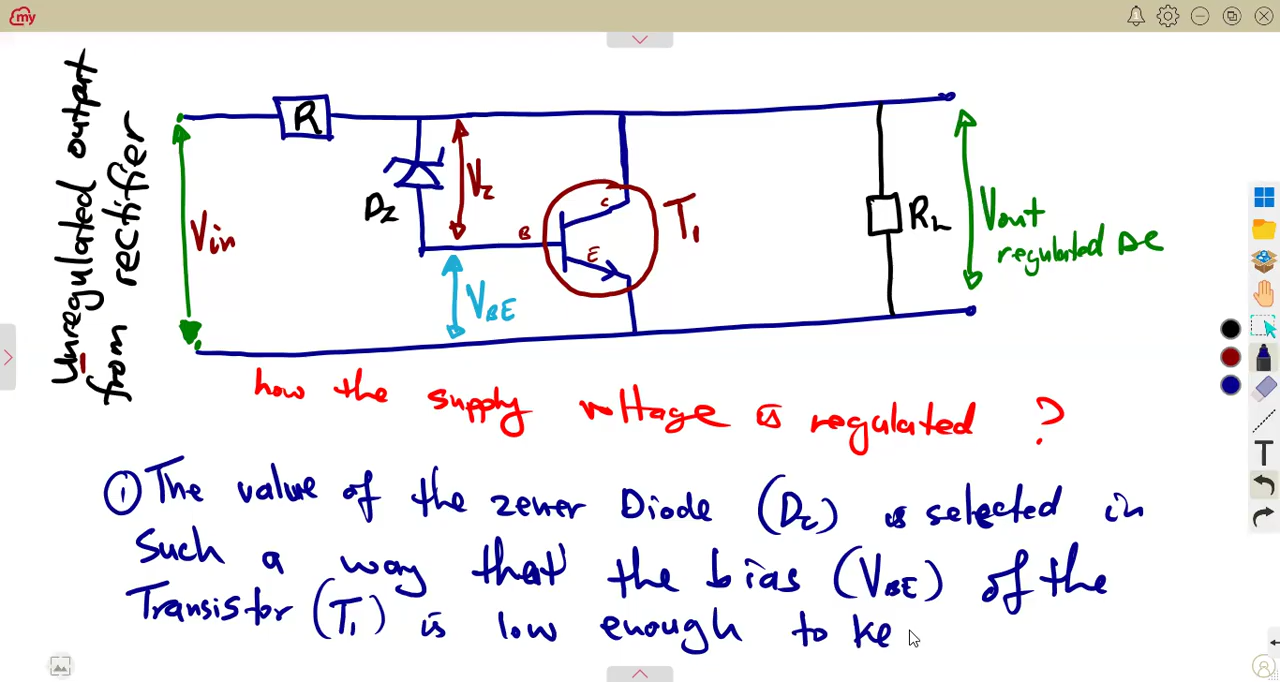 my
Unregulated output
from rectifier
R
Vin
Dz
Vz
VBE
B
C
E
T1
RL
Vout
regulated DC
how the supply voltage is regulated ?
① The value of the zener Diode (Dz) is selected in
Such a way that the bias (VBE) of the
Transistor (T1) is low enough to ke
T